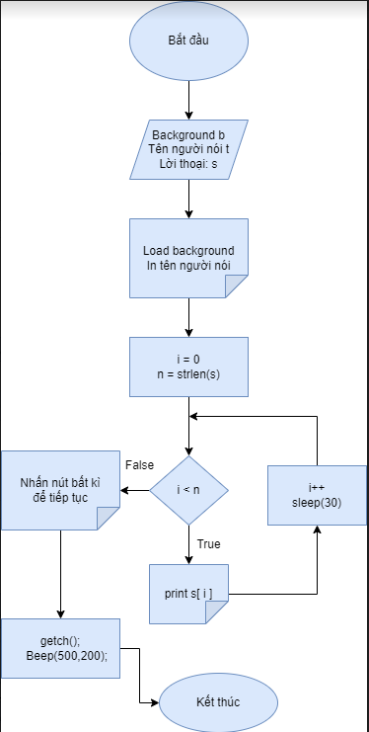 Bắt đầu
Background b
Tên người nói t
Lời thoại: s
Load background
In tên người nói
i = 0
n = strlen(s)
i < n
False
True
print s[ i ]
i++
sleep(30)
Nhấn nút bất kì
để tiếp tục
getch();
Beep(500,200);
Kết thúc